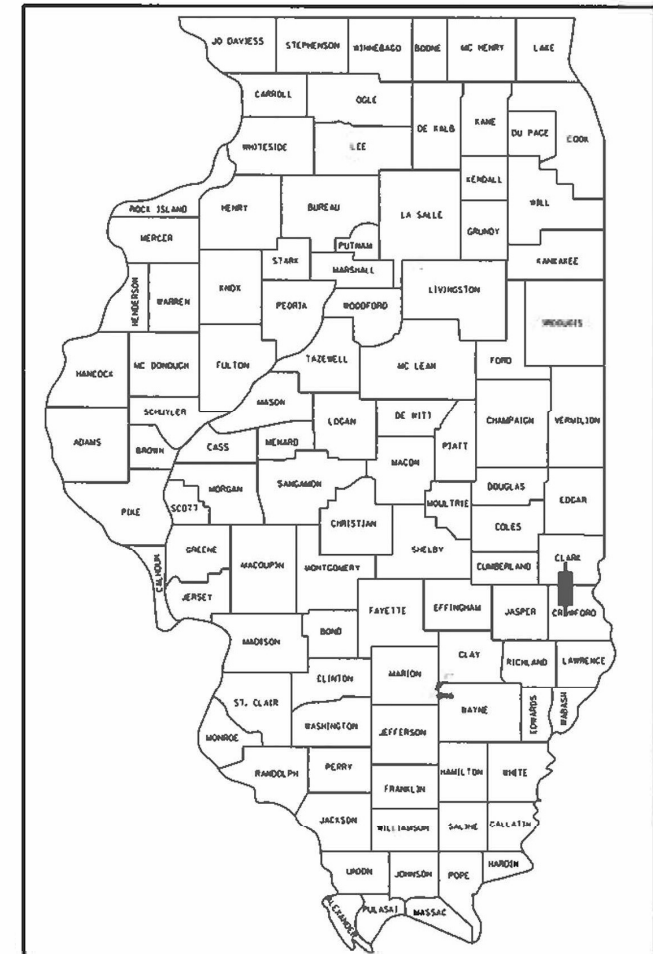 JO DAVIESS
STEPHENSON
WINNEBAGO
BOONE
MC HENRY
LAKE
CARROLL
OGLE
DE KALB
KANE
DU PAGE
COOK
WHITESIDE
LEE
KENDALL
WILL
ROCK ISLAND
HENRY
BUREAU
LA SALLE
GRUNDY
MERCER
PUTNAM
KANKAKEE
STARK
MARSHALL
HENDERSON
WARREN
KNOX
PEORIA
WOODFORD
LIVINGSTON
HANCOCK
MC DONOUGH
FULTON
TAZEWELL
MC LEAN
FORD
SCHUYLER
MASON
LOGAN
DE WITT
CHAMPAIGN
VERMILION
ADAMS
BROWN
CASS
MENARD
MACON
PIATT
PIKE
SCOTT
MORGAN
SANGAMON
MOULTRIE
DOUGLAS
EDGAR
CHRISTIAN
COLES
CALHOUN
GREENE
MACOUPIN
MONTGOMERY
SHELBY
CUMBERLAND
CLARK
JERSEY
FAYETTE
EFFINGHAM
JASPER
CRAWFORD
MADISON
BOND
CLAY
RICHLAND
LAWRENCE
ST. CLAIR
CLINTON
MARION
WAYNE
EDWARDS
WABASH
MONROE
WASHINGTON
JEFFERSON
RANDOLPH
PERRY
FRANKLIN
HAMILTON
WHITE
JACKSON
WILLIAMSON
SALINE
GALLATIN
UNION
JOHNSON
POPE
HARDIN
ALEXANDER
PULASKI
MASSAC